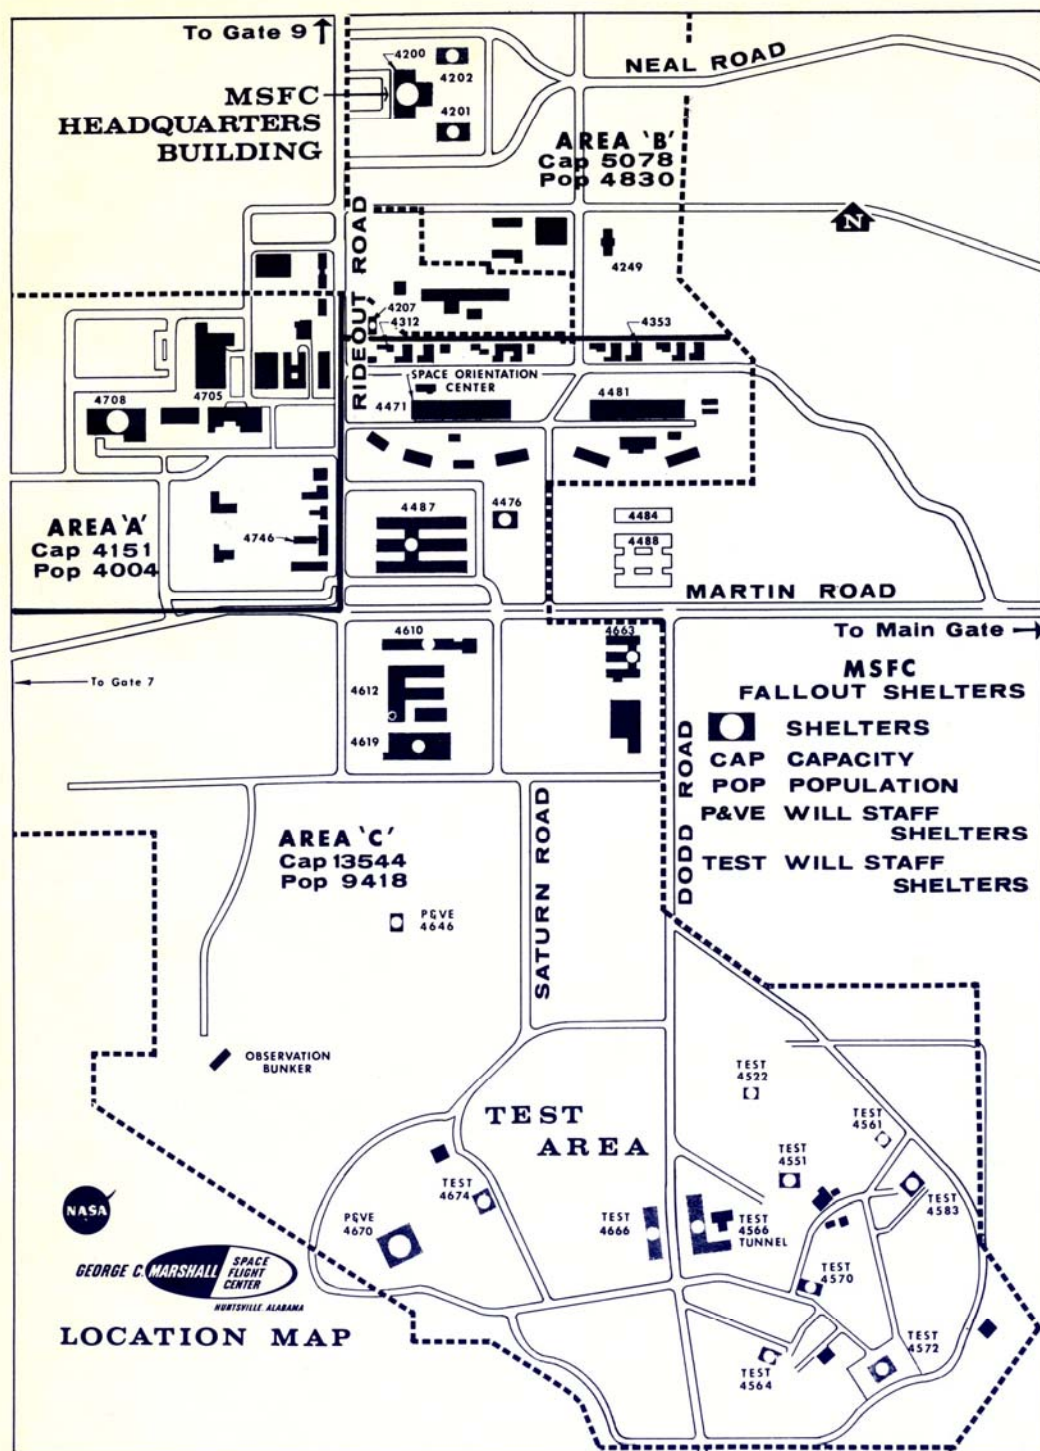 To Gate 9
4200
4202
MSFC
HEADQUARTERS
BUILDING
4201
NEAL ROAD
AREA 'B'
Cap 5078
Pop 4830
N
RIDEOUT ROAD
4249
4207
4312
4353
SPACE ORIENTATION
CENTER
4471
4481
4708
4705
4487
4476
4484
4488
AREA 'A'
Cap 4151
Pop 4004
4746
MARTIN ROAD
To Main Gate
4610
4663
To Gate 7
4612
4619
MSFC
FALLOUT SHELTERS
SHELTERS
CAP CAPACITY
POP POPULATION
P&VE WILL STAFF
SHELTERS
TEST WILL STAFF
SHELTERS
DODD ROAD
SATURN ROAD
AREA 'C'
Cap 13544
Pop 9418
P&VE
4646
OBSERVATION
BUNKER
TEST
AREA
TEST
4522
TEST
4561
TEST
4551
TEST
4674
P&VE
4670
TEST
4666
TEST
4566
TUNNEL
TEST
4583
TEST
4570
TEST
4572
TEST
4564
NASA
GEORGE C. MARSHALL SPACE
FLIGHT
CENTER
HUNTSVILLE, ALABAMA
LOCATION MAP